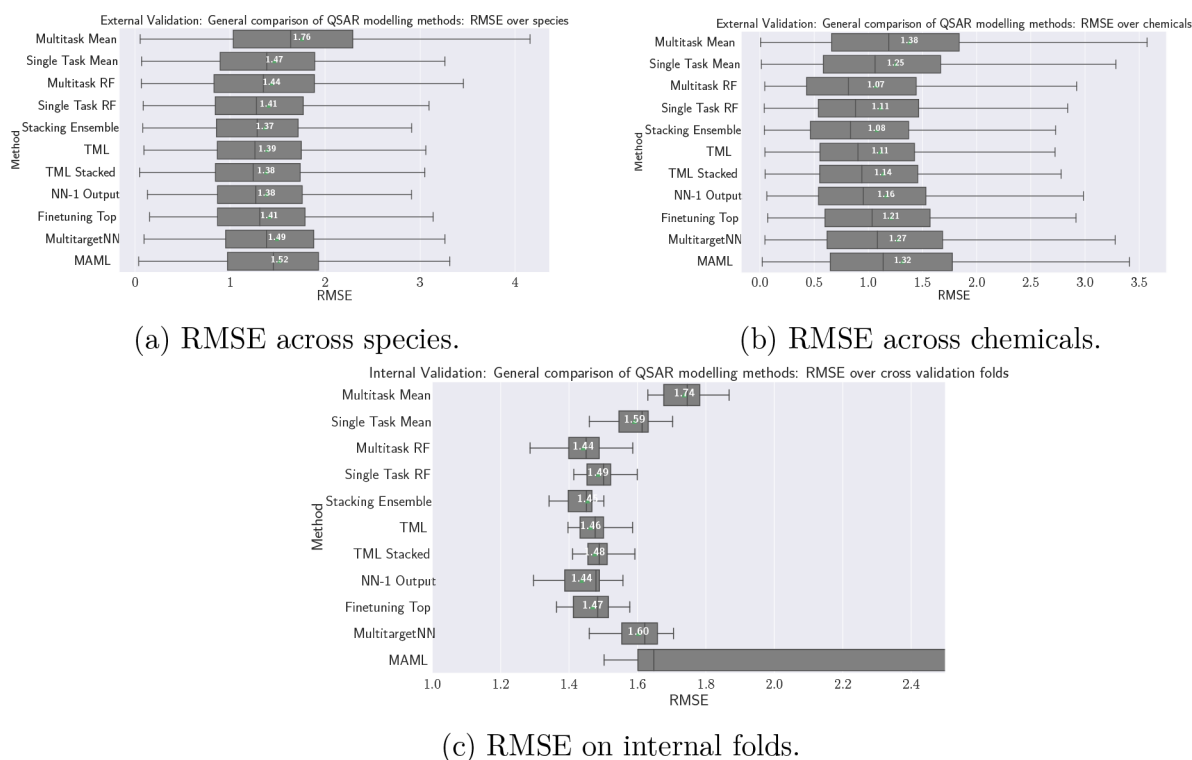 External Validation: General comparison of QSAR modelling methods: RMSE over species
Method
Multitask Mean 1.76
Single Task Mean 1.47
Multitask RF 1.44
Single Task RF 1.41
Stacking Ensemble 1.37
TML 1.39
TML Stacked 1.38
NN-1 Output 1.38
Finetuning Top 1.41
MultitargetNN 1.49
MAML 1.52
0 1 2 3 4
RMSE
(a) RMSE across species.
External Validation: General comparison of QSAR modelling methods: RMSE over chemicals
Method
Multitask Mean 1.38
Single Task Mean 1.25
Multitask RF 1.07
Single Task RF 1.11
Stacking Ensemble 1.08
TML 1.11
TML Stacked 1.14
NN-1 Output 1.16
Finetuning Top 1.21
MultitargetNN 1.27
MAML 1.32
0.0 0.5 1.0 1.5 2.0 2.5 3.0 3.5
RMSE
(b) RMSE across chemicals.
Internal Validation: General comparison of QSAR modelling methods: RMSE over cross validation folds
Method
Multitask Mean 1.74
Single Task Mean 1.59
Multitask RF 1.44
Single Task RF 1.49
Stacking Ensemble
TML 1.46
TML Stacked
NN-1 Output 1.44
Finetuning Top 1.47
MultitargetNN 1.60
MAML
1.0 1.2 1.4 1.6 1.8 2.0 2.2 2.4
RMSE
(c) RMSE on internal folds.